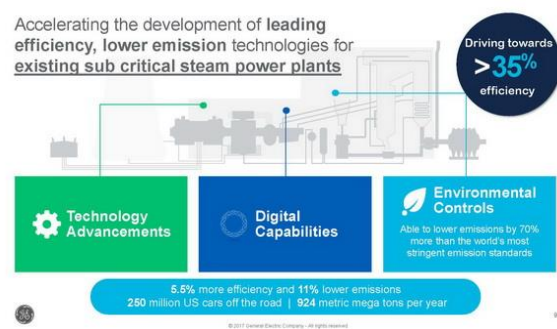 Accelerating the development of leading
efficiency, lower emission technologies for
existing sub critical steam power plants
Driving towards
>35%
efficiency
Technology
Advancements
Digital
Capabilities
Environmental
Controls
Able to lower emissions by 70%
more than the world's most
stringent emission standards
5.5% more efficiency and 11% lower emissions
250 million US cars off the road | 924 metric mega tons per year
© 2017 General Electric Company - All rights reserved